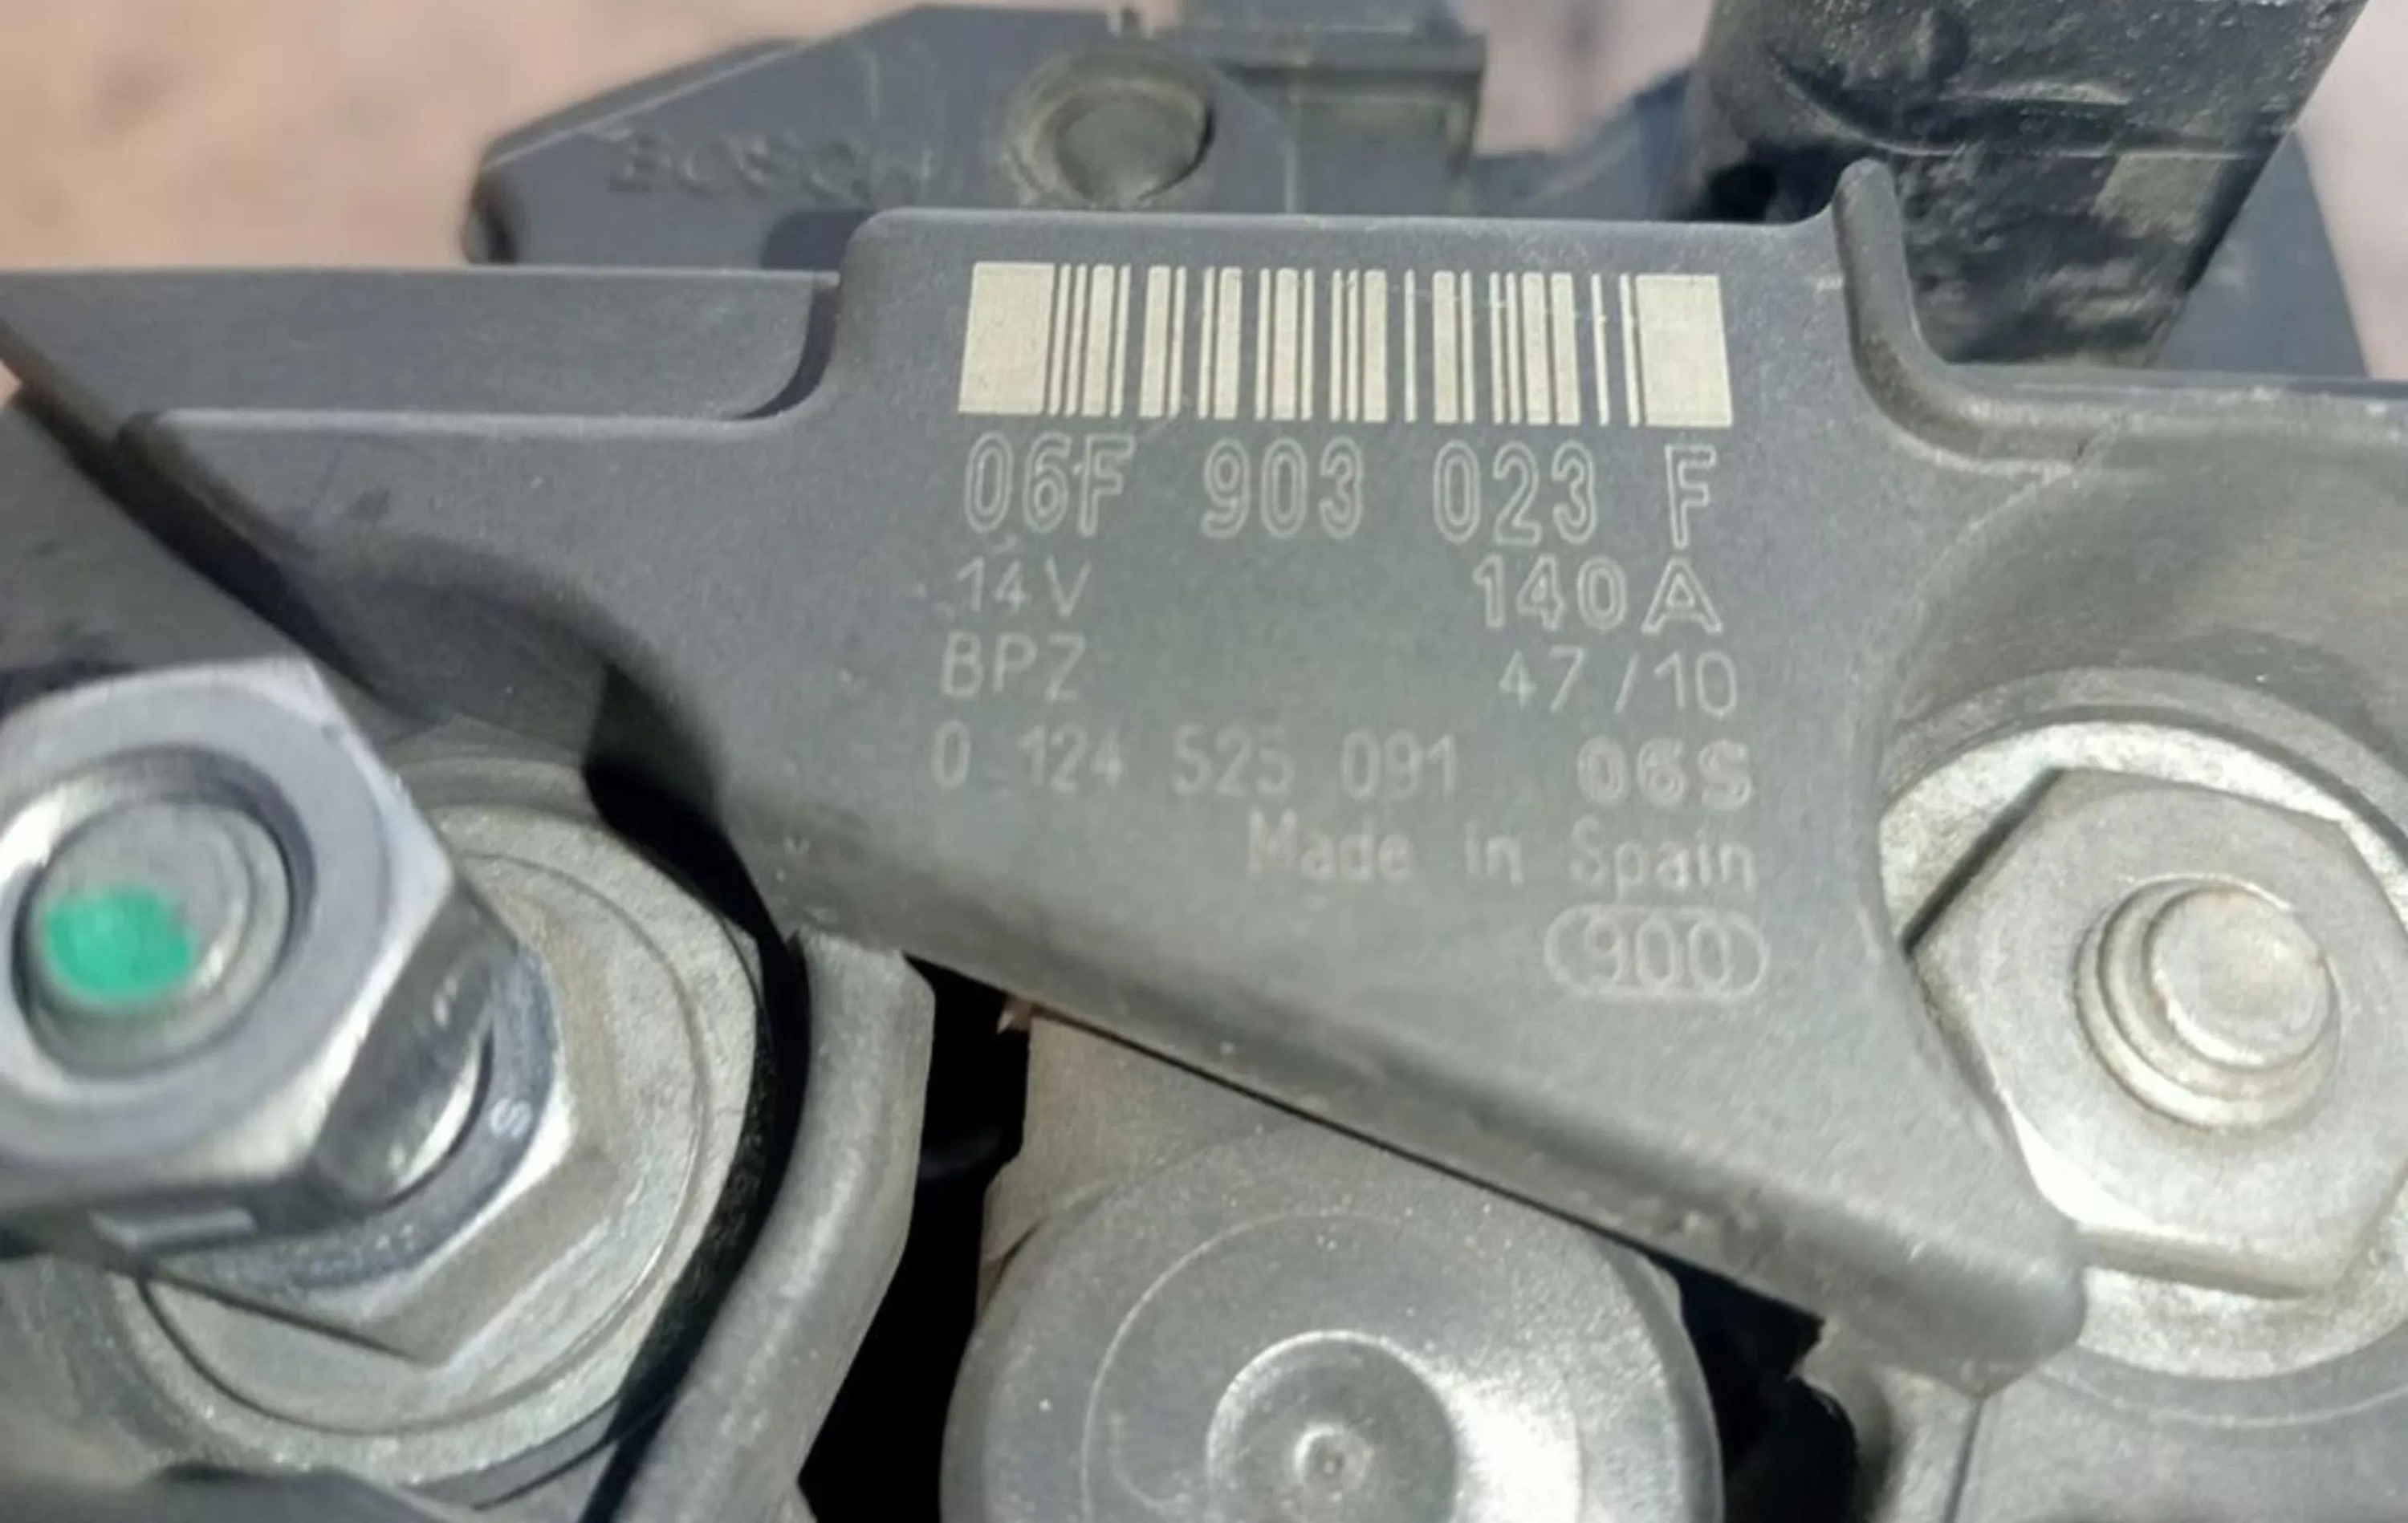 BOSCH
06F 903 023 F
14V 140A
BPZ 47/10
0 124 525 091 06S
Made in Spain
900
S